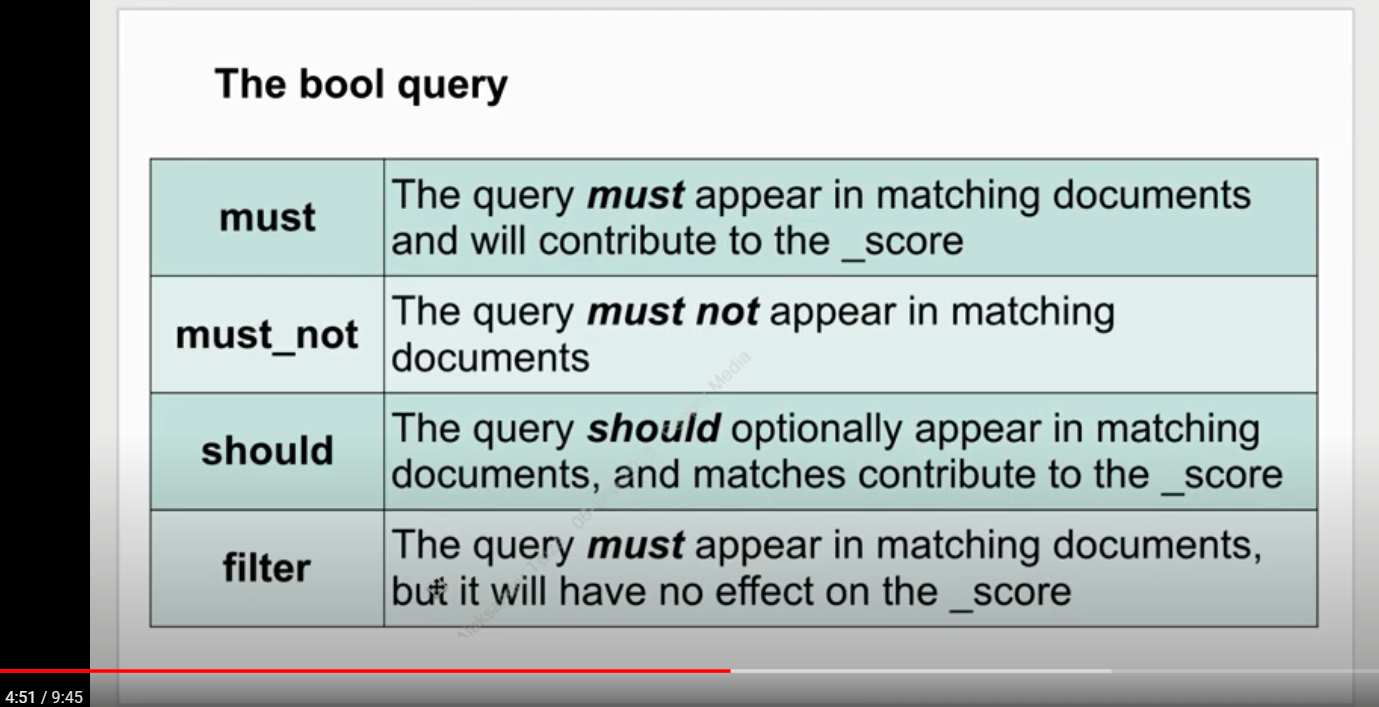 The bool query
must
The query must appear in matching documents
and will contribute to the _score
must_not
The query must not appear in matching
documents
should
The query should optionally appear in matching
documents, and matches contribute to the _score
filter
The query must appear in matching documents,
but it will have no effect on the _score
Media
4:51 / 9:45